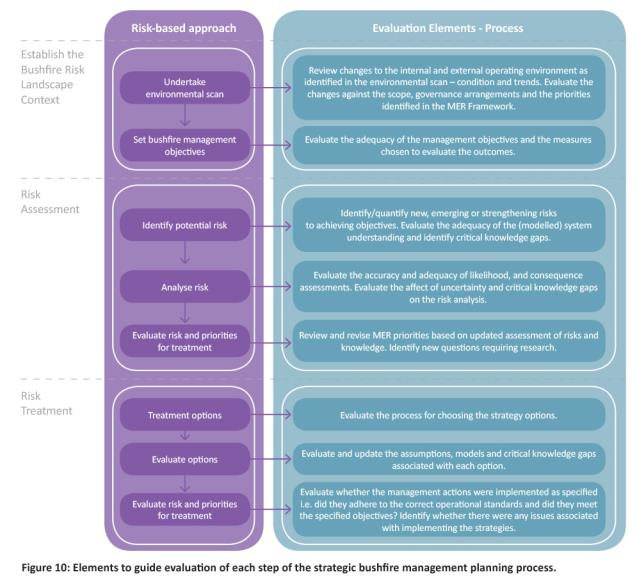 Risk-based approach
Evaluation Elements - Process
Establish the
Bushfire Risk
Landscape
Context
Undertake
environmental scan
Review changes to the internal and external operating environment as
identified in the environmental scan – condition and trends. Evaluate the
changes against the scope, governance arrangements and the priorities
identified in the MER Framework.
Set bushfire management
objectives
Evaluate the adequacy of the management objectives and the measures
chosen to evaluate the outcomes.
Risk
Assessment
Identify potential risk
Identify/quantify new, emerging or strengthening risks
to achieving objectives. Evaluate the adequacy of the (modelled) system
understanding and identify critical knowledge gaps.
Analyse risk
Evaluate the accuracy and adequacy of likelihood, and consequence
assessments. Evaluate the affect of uncertainty and critical knowledge gaps
on the risk analysis.
Evaluate risk and priorities
for treatment
Review and revise MER priorities based on updated assessment of risks and
knowledge. Identify new questions requiring research.
Risk
Treatment
Treatment options
Evaluate the process for choosing the strategy options.
Evaluate options
Evaluate and update the assumptions, models and critical knowledge gaps
associated with each option.
Evaluate risk and priorities
for treatment
Evaluate whether the management actions were implemented as specified
i.e. did they adhere to the correct operational standards and did they meet
the specified objectives? Identify whether there were any issues associated
with implementing the strategies.
Figure 10: Elements to guide evaluation of each step of the strategic bushfire management planning process.